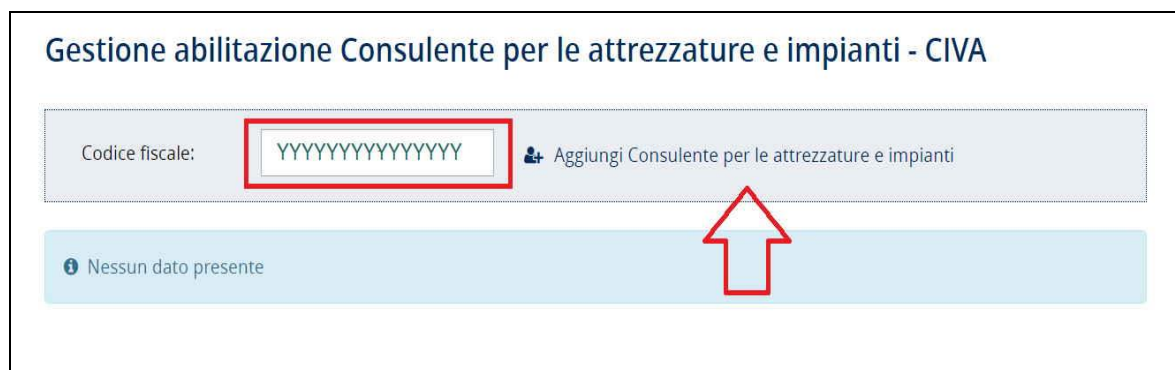 Gestione abilitazione Consulente per le attrezzature e impianti - CIVA
Codice fiscale: YYYYYYYYYYYYYYY Aggiungi Consulente per le attrezzature e impianti
Nessun dato presente